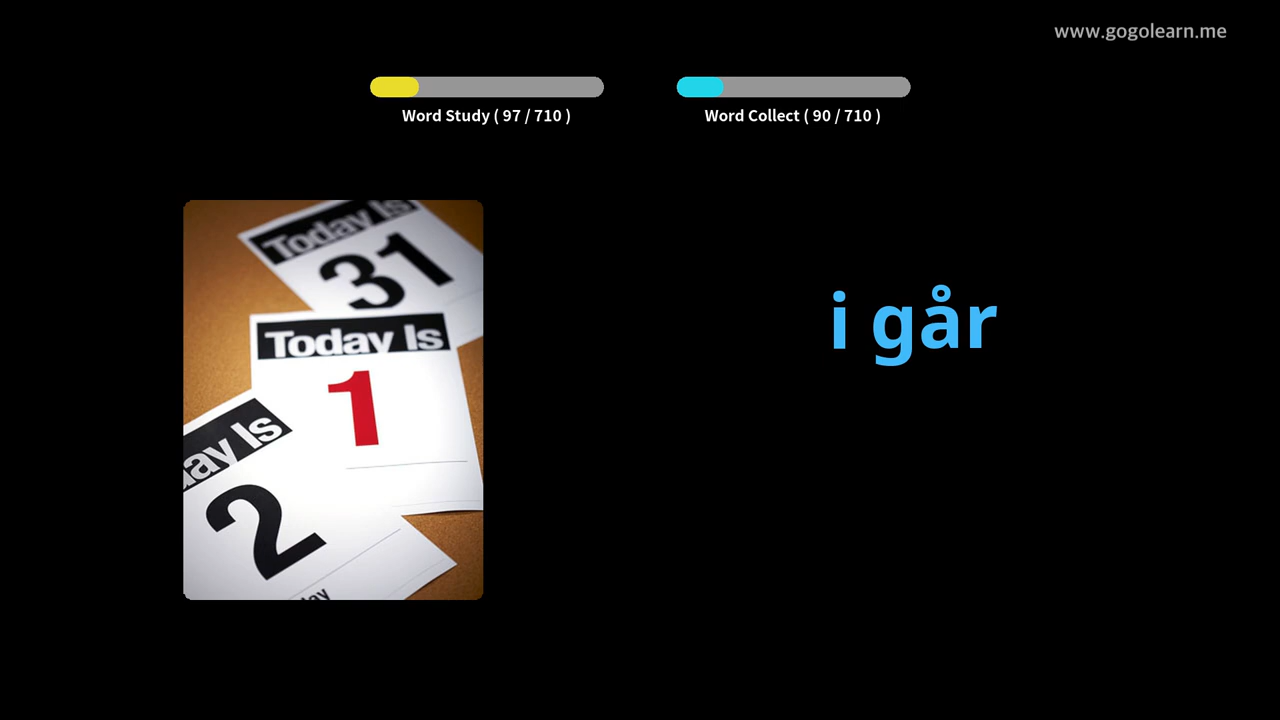 www.gogolearn.me
Word Study ( 97 / 710 )
Word Collect ( 90 / 710 )
Today Is
31
Today Is
1
i går
ay Is
2
ay